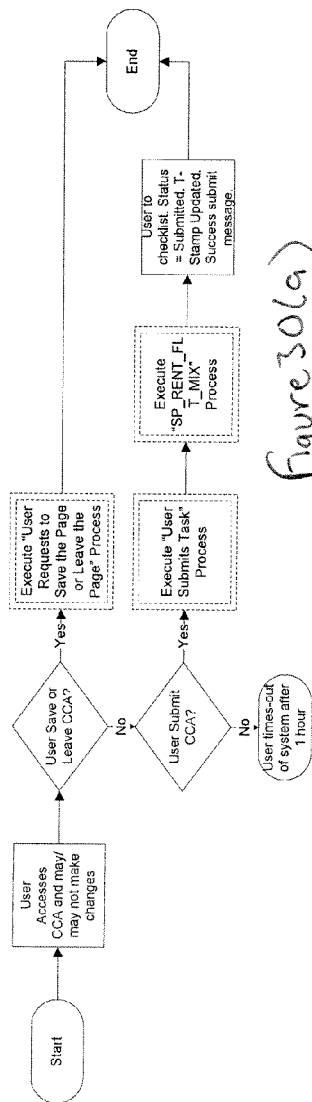 Start
User
Accesses
CCA and may/
may not make
changes
User Save or
Leave CCA?
Yes
Execute "User
Requests to
Save the Page
or Leave the
Page" Process
End
No
User Submit
CCA?
Yes
Execute "User
Submits Task"
Process
Execute
"SP_RENT_FL
T_MIX"
Process
User to
checklist. Status
= Submitted. T-
Stamp Updated.
Success submit
message.
No
User times-out
of system after
1 hour
Figure 30(a)